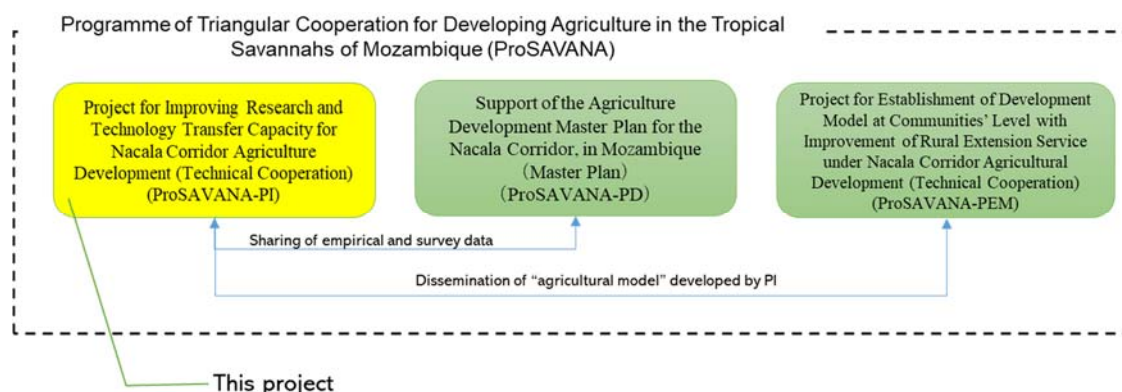 Programme of Triangular Cooperation for Developing Agriculture in the Tropical
Savannahs of Mozambique (ProSAVANA)
Project for Improving Research and
Technology Transfer Capacity for
Nacala Corridor Agriculture
Development (Technical Cooperation)
(ProSAVANA-PI)
Support of the Agriculture
Development Master Plan for the
Nacala Corridor, in Mozambique
(Master Plan)
(ProSAVANA-PD)
Project for Establishment of Development
Model at Communities' Level with
Improvement of Rural Extension Service
under Nacala Corridor Agricultural
Development (Technical Cooperation)
(ProSAVANA-PEM)
Sharing of empirical and survey data
Dissemination of "agricultural model" developed by PI
This project